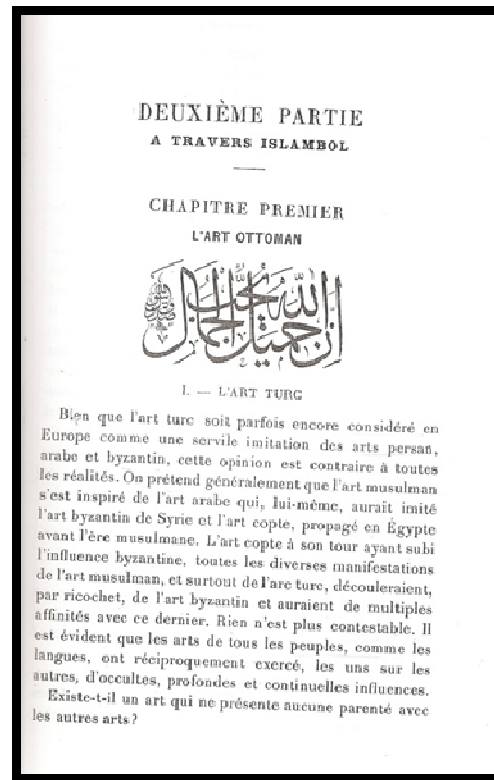 DEUXIÈME PARTIE
A TRAVERS ISLAMBOL
CHAPITRE PREMIER
L'ART OTTOMAN
إن الله جميل يحب الجمال
I. — L'ART TURC
Bien que l'art turc soit parfois encore considéré en
Europe comme une servile imitation des arts persan,
arabe et byzantin, cette opinion est contraire à toutes
les réalités. On prétend généralement que l'art musulman
s'est inspiré de l'art arabe qui, lui-même, aurait imité
l'art byzantin de Syrie et l'art copte, propagé en Égypte
avant l'ère musulmane. L'art copte à son tour ayant subi
l'influence byzantine, toutes les diverses manifestations
de l'art musulman, et surtout de l'arc turc, découleraient,
par ricochet, de l'art byzantin et auraient de multiples
affinités avec ce dernier. Rien n'est plus contestable. Il
est évident que les arts de tous les peuples, comme les
langues, ont réciproquement exercé, les uns sur les
autres, d'occultes, profondes et continuelles influences.
Existe-t-il un art qui ne présente aucune parenté avec
les autres arts?